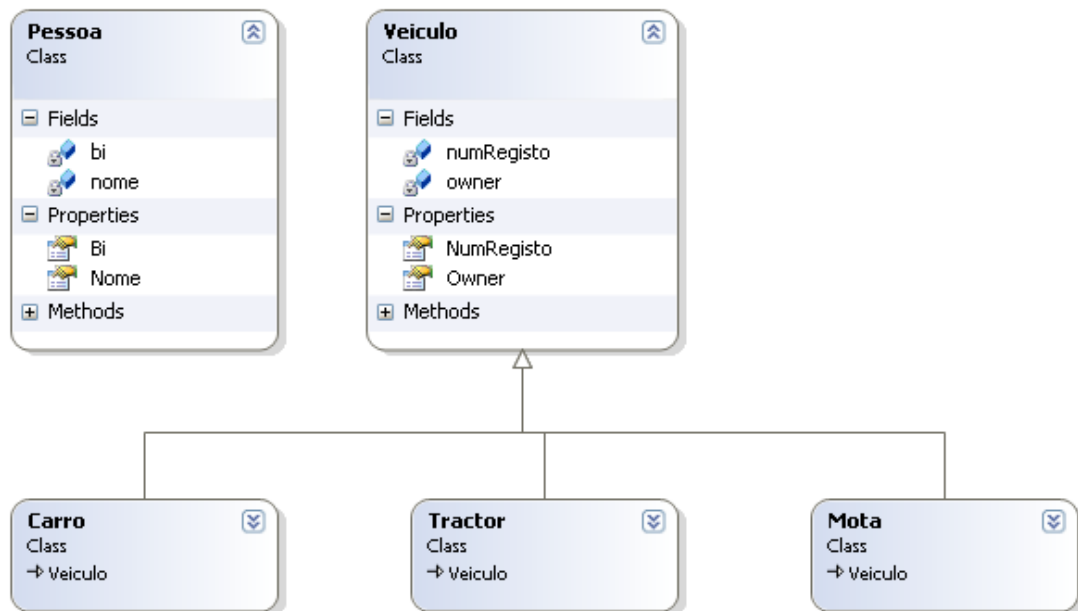 Pessoa
Class
Fields
bi
nome
Properties
Bi
Nome
Methods
Veiculo
Class
Fields
numRegisto
owner
Properties
NumRegisto
Owner
Methods
Carro
Class
Veiculo
Tractor
Class
Veiculo
Mota
Class
Veiculo